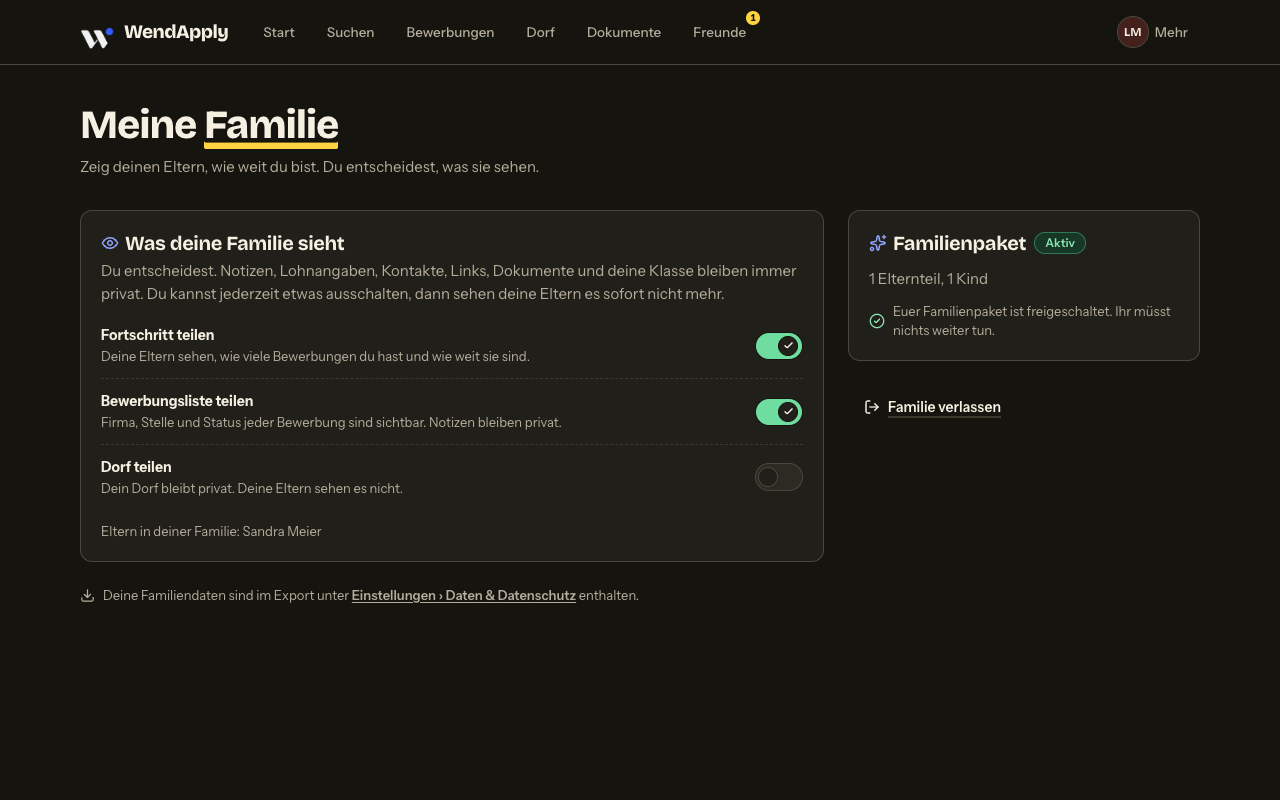 WendApply
Start
Suchen
Bewerbungen
Dorf
Dokumente
Freunde
1
LM
Mehr
Meine Familie
Zeig deinen Eltern, wie weit du bist. Du entscheidest, was sie sehen.
Was deine Familie sieht
Du entscheidest. Notizen, Lohnangaben, Kontakte, Links, Dokumente und deine Klasse bleiben immer
privat. Du kannst jederzeit etwas ausschalten, dann sehen deine Eltern es sofort nicht mehr.
Fortschritt teilen
Deine Eltern sehen, wie viele Bewerbungen du hast und wie weit sie sind.
Bewerbungsliste teilen
Firma, Stelle und Status jeder Bewerbung sind sichtbar. Notizen bleiben privat.
Dorf teilen
Dein Dorf bleibt privat. Deine Eltern sehen es nicht.
Eltern in deiner Familie: Sandra Meier
Familienpaket
Aktiv
1 Elternteil, 1 Kind
Euer Familienpaket ist freigeschaltet. Ihr müsst
nichts weiter tun.
Familie verlassen
Deine Familiendaten sind im Export unter Einstellungen › Daten & Datenschutz enthalten.